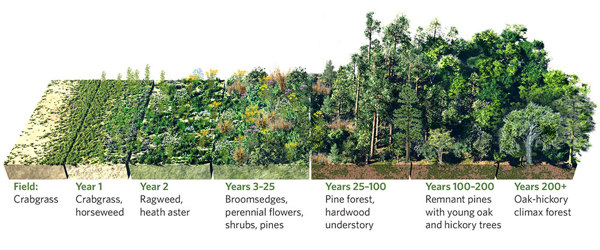 Field:
Crabgrass
Year 1
Crabgrass,
horseweed
Year 2
Ragweed,
heath aster
Years 3–25
Broomsedges,
perennial flowers,
shrubs, pines
Years 25-100
Pine forest,
hardwood
understory
Years 100–200
Remnant pines
with young oak
and hickory trees
Years 200+
Oak-hickory
climax forest